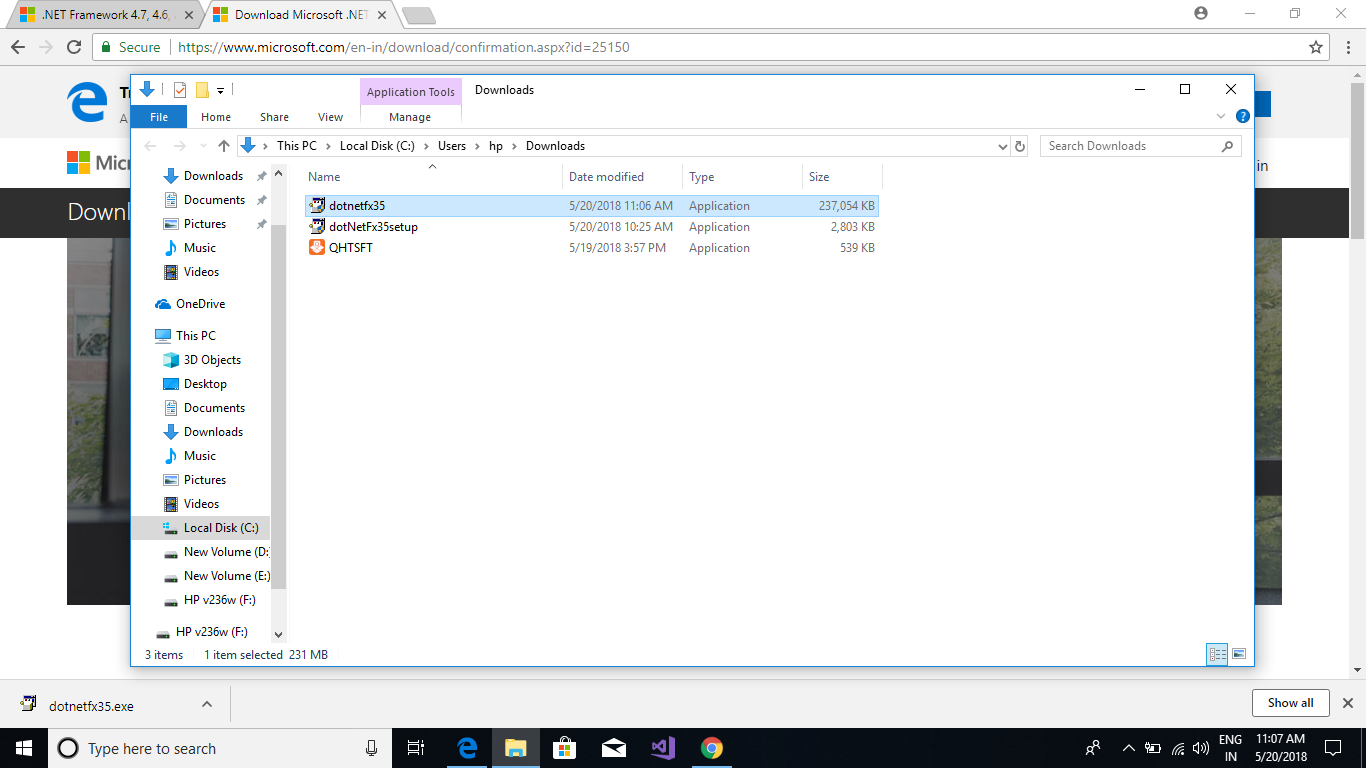 .NET Framework 4.7, 4.6,
Download Microsoft .NET
Secure
https://www.microsoft.com/en-in/download/confirmation.aspx?id=25150
Application Tools
Downloads
File
Home
Share
View
Manage
This PC
Local Disk (C:)
Users
hp
Downloads
Search Downloads
Downloads
Documents
Pictures
Music
Videos
OneDrive
This PC
3D Objects
Desktop
Documents
Downloads
Music
Pictures
Videos
Local Disk (C:)
New Volume (D:
New Volume (E:)
HP v236w (F:)
HP v236w (F:)
Name Date modified Type Size
dotnetfx35 5/20/2018 11:06 AM Application 237,054 KB
dotNetFx35setup 5/20/2018 10:25 AM Application 2,803 KB
QHTSFT 5/19/2018 3:57 PM Application 539 KB
3 items 1 item selected 231 MB
Tr
A
Micr
in
Downl
dotnetfx35.exe
Show all
Type here to search
ENG
IN
11:07 AM
5/20/2018